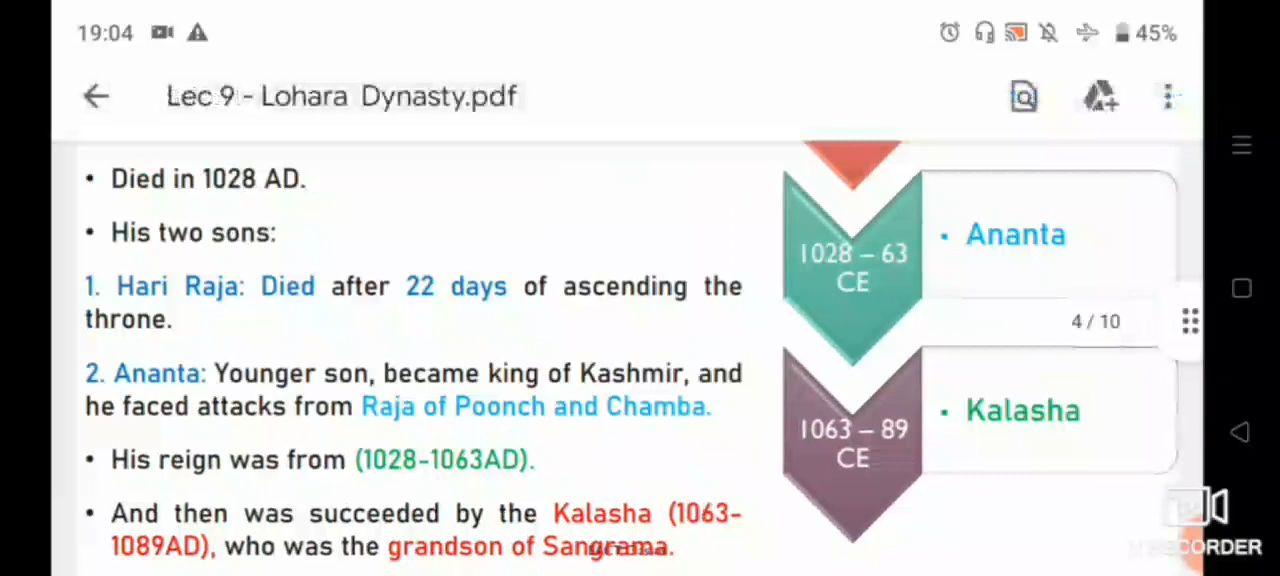 19:04 45%
Lec 9 - Lohara Dynasty.pdf
• Died in 1028 AD.
• His two sons:
1. Hari Raja: Died after 22 days of ascending the
throne.
2. Ananta: Younger son, became king of Kashmir, and
he faced attacks from Raja of Poonch and Chamba.
• His reign was from (1028-1063AD).
• And then was succeeded by the Kalasha (1063-
1089AD), who was the grandson of Sangrama.
1028 – 63
CE
• Ananta
4 / 10
1063 – 89
CE
• Kalasha
RECORDER